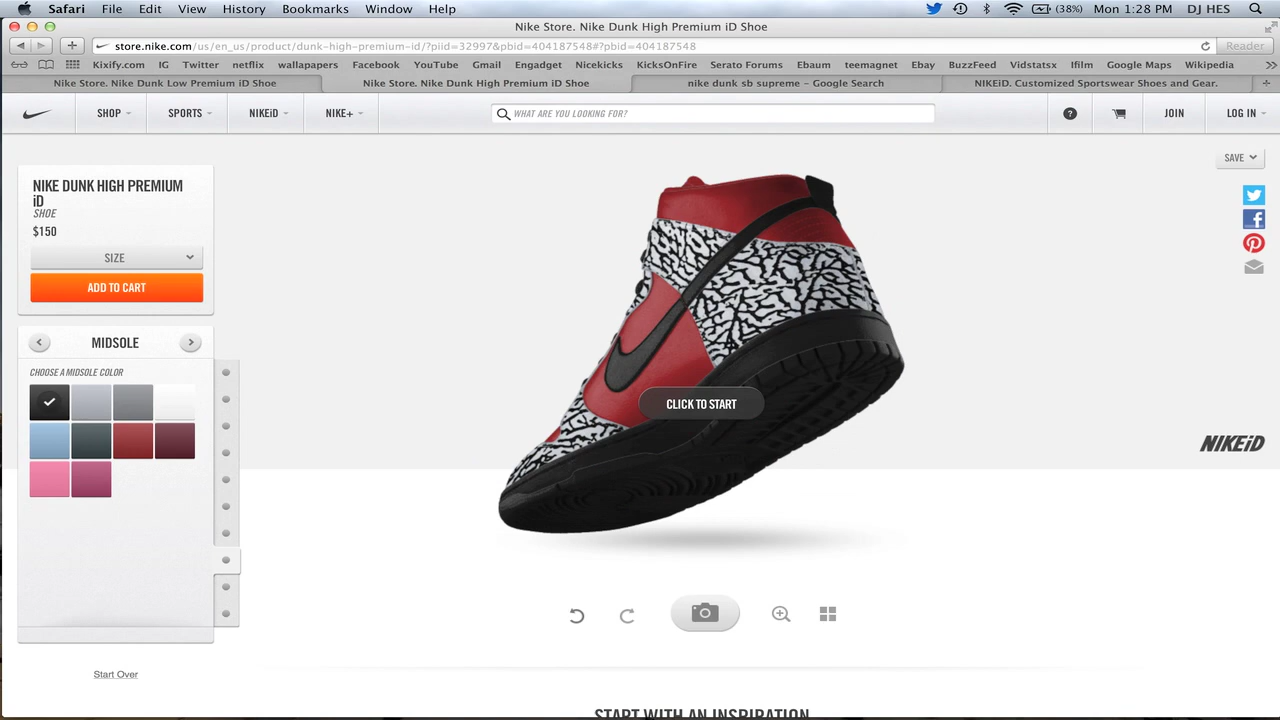 Safari File Edit View History Bookmarks Window Help (38%) Mon 1:28 PM DJ HES
Nike Store. Nike Dunk High Premium iD Shoe
store.nike.com/us/en_us/product/dunk-high-premium-id/?piid=32997&pbid=404187548#?pbid=404187548 Reader
Kixify.com IG Twitter netflix wallapapers Facebook YouTube Gmail Engadget Nicekicks KicksOnFire Serato Forums Ebaum teemagnet Ebay BuzzFeed Vidstatsx Ifilm Google Maps Wikipedia
Nike Store. Nike Dunk Low Premium iD Shoe Nike Store. Nike Dunk High Premium iD Shoe nike dunk sb supreme – Google Search NIKEiD. Customized Sportswear Shoes and Gear.
SHOP SPORTS NIKEiD NIKE+ WHAT ARE YOU LOOKING FOR? ? JOIN LOG IN
SAVE
NIKE DUNK HIGH PREMIUM
iD
SHOE
$150
SIZE
ADD TO CART
MIDSOLE
CHOOSE A MIDSOLE COLOR
CLICK TO START
NIKEiD
Start Over
START WITH AN INSPIRATION